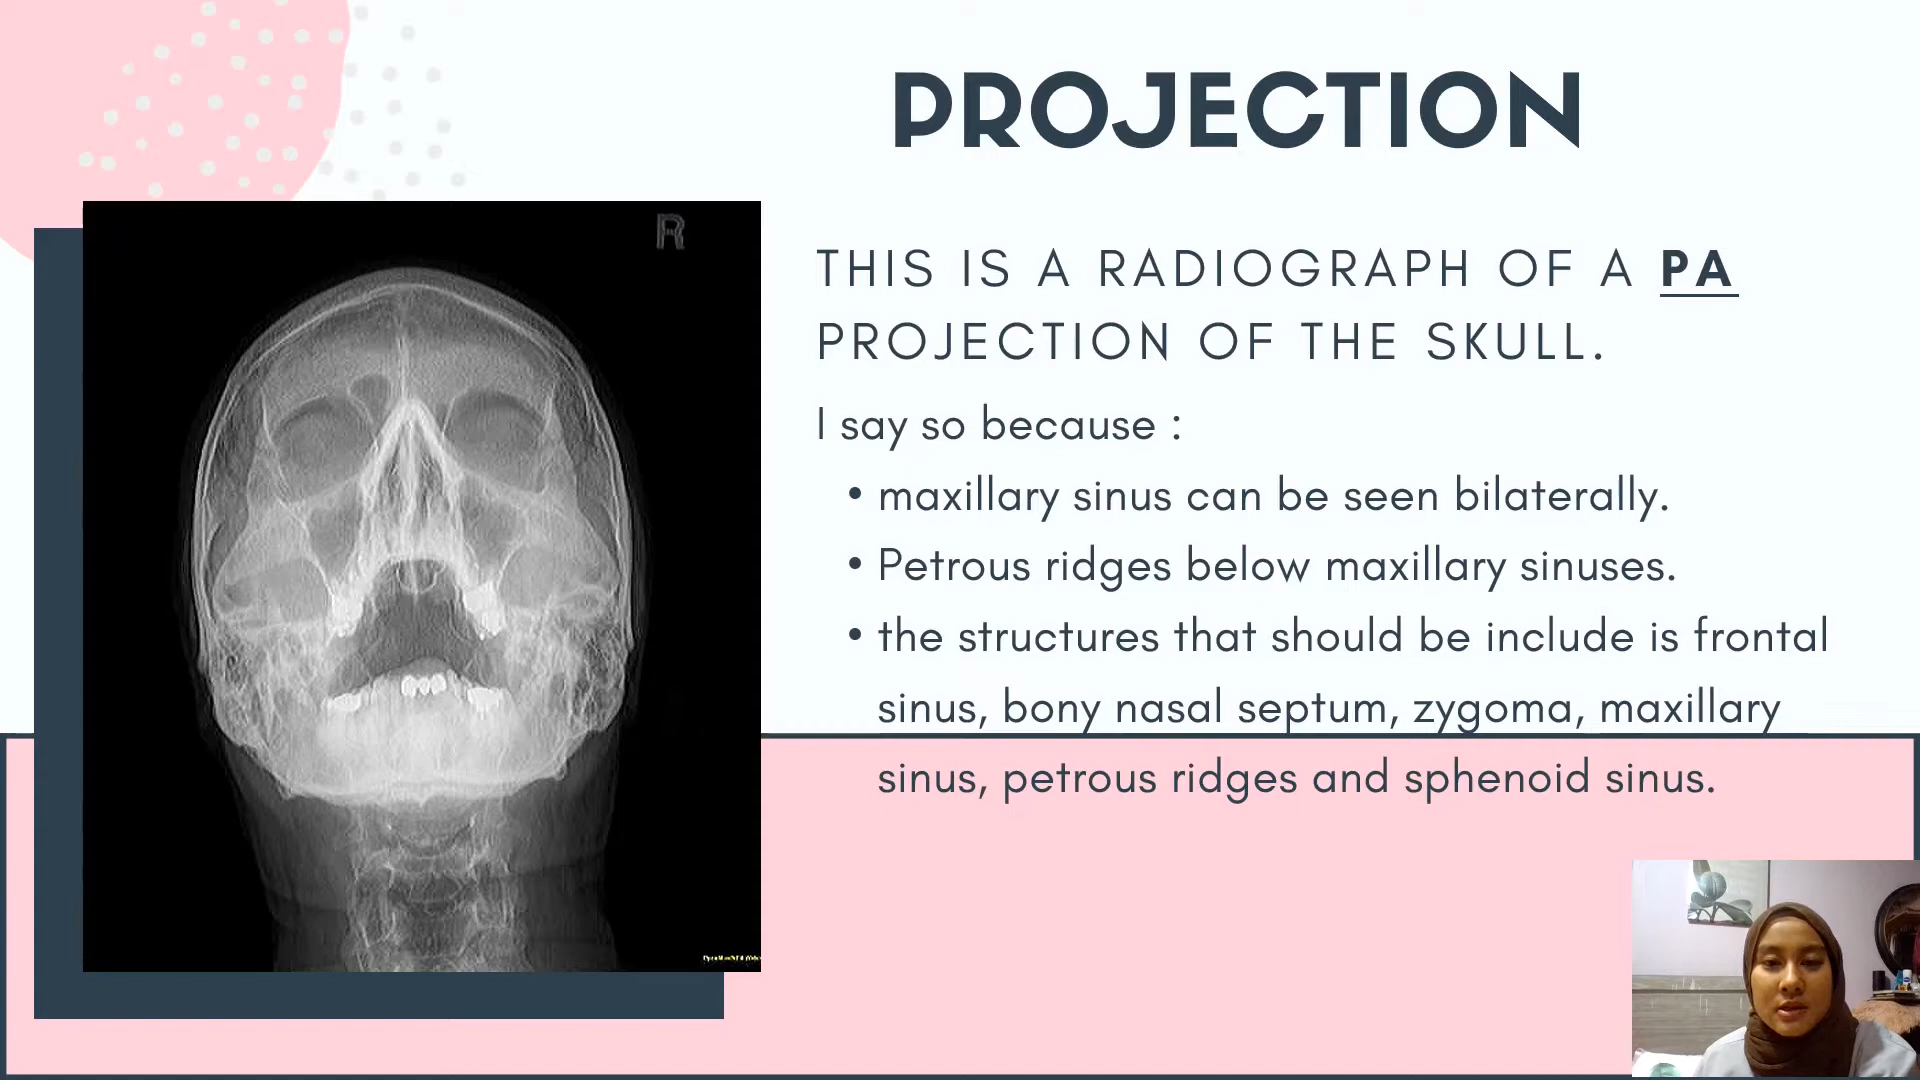 PROJECTION
R
THIS IS A RADIOGRAPH OF A PA
PROJECTION OF THE SKULL.
I say so because :
• maxillary sinus can be seen bilaterally.
• Petrous ridges below maxillary sinuses.
• the structures that should be include is frontal
sinus, bony nasal septum, zygoma, maxillary
sinus, petrous ridges and sphenoid sinus.